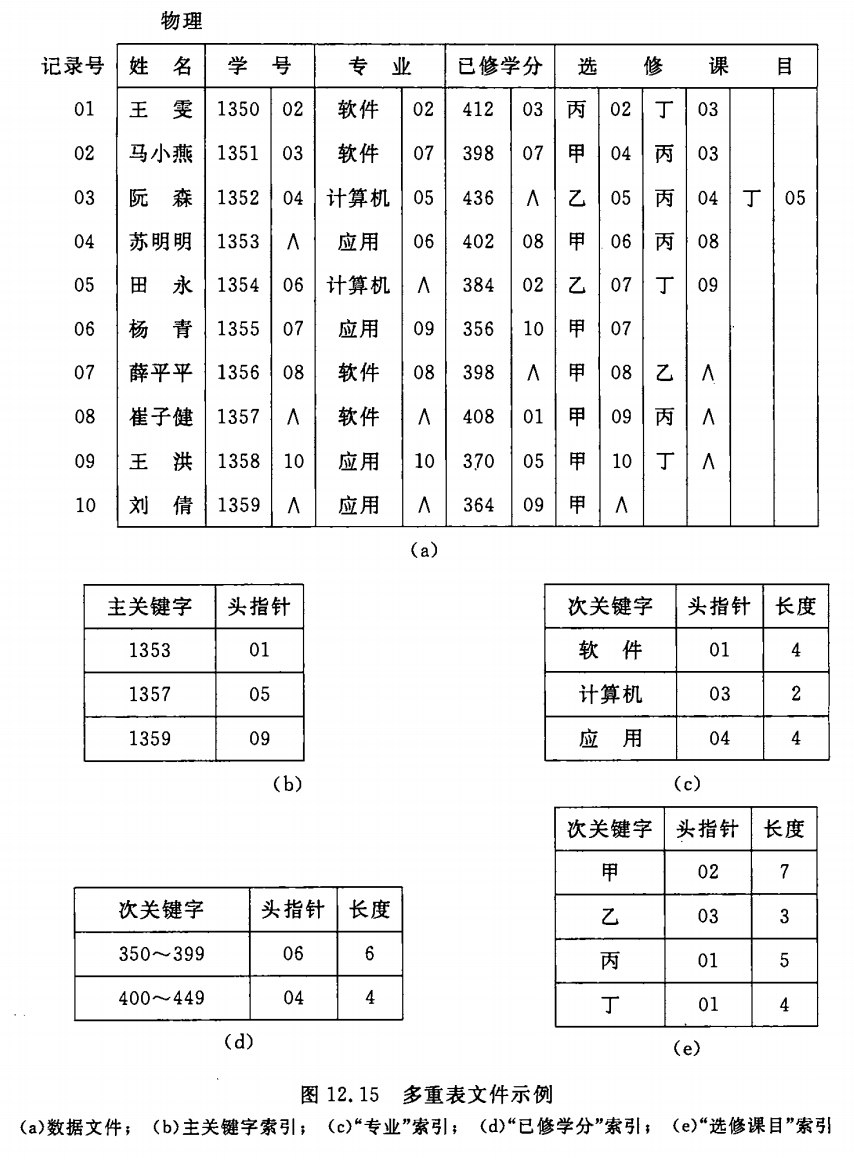 物理
记录号 姓 名 学 号 专 业 已修学分 选 修 课 目
01 王 雯 1350 02 软件 02 412 03 丙 02 丁 03
02 马小燕 1351 03 软件 07 398 07 甲 04 丙 03
03 阮 森 1352 04 计算机 05 436 ∧ 乙 05 丙 04 丁 05
04 苏明明 1353 ∧ 应用 06 402 08 甲 06 丙 08
05 田 永 1354 06 计算机 ∧ 384 02 乙 07 丁 09
06 杨 青 1355 07 应用 09 356 10 甲 07
07 薛平平 1356 08 软件 08 398 ∧ 甲 08 乙 ∧
08 崔子健 1357 ∧ 软件 ∧ 408 01 甲 09 丙 ∧
09 王 洪 1358 10 应用 10 370 05 甲 10 丁 ∧
10 刘 倩 1359 ∧ 应用 ∧ 364 09 甲 ∧
(a)
主关键字 头指针
1353 01
1357 05
1359 09
(b)
次关键字 头指针 长度
软 件 01 4
计算机 03 2
应 用 04 4
(c)
次关键字 头指针 长度
350～399 06 6
400～449 04 4
(d)
次关键字 头指针 长度
甲 02 7
乙 03 3
丙 01 5
丁 01 4
(e)
图 12.15 多重表文件示例
(a)数据文件； (b)主关键字索引； (c)“专业”索引； (d)“已修学分”索引； (e)“选修课目”索引